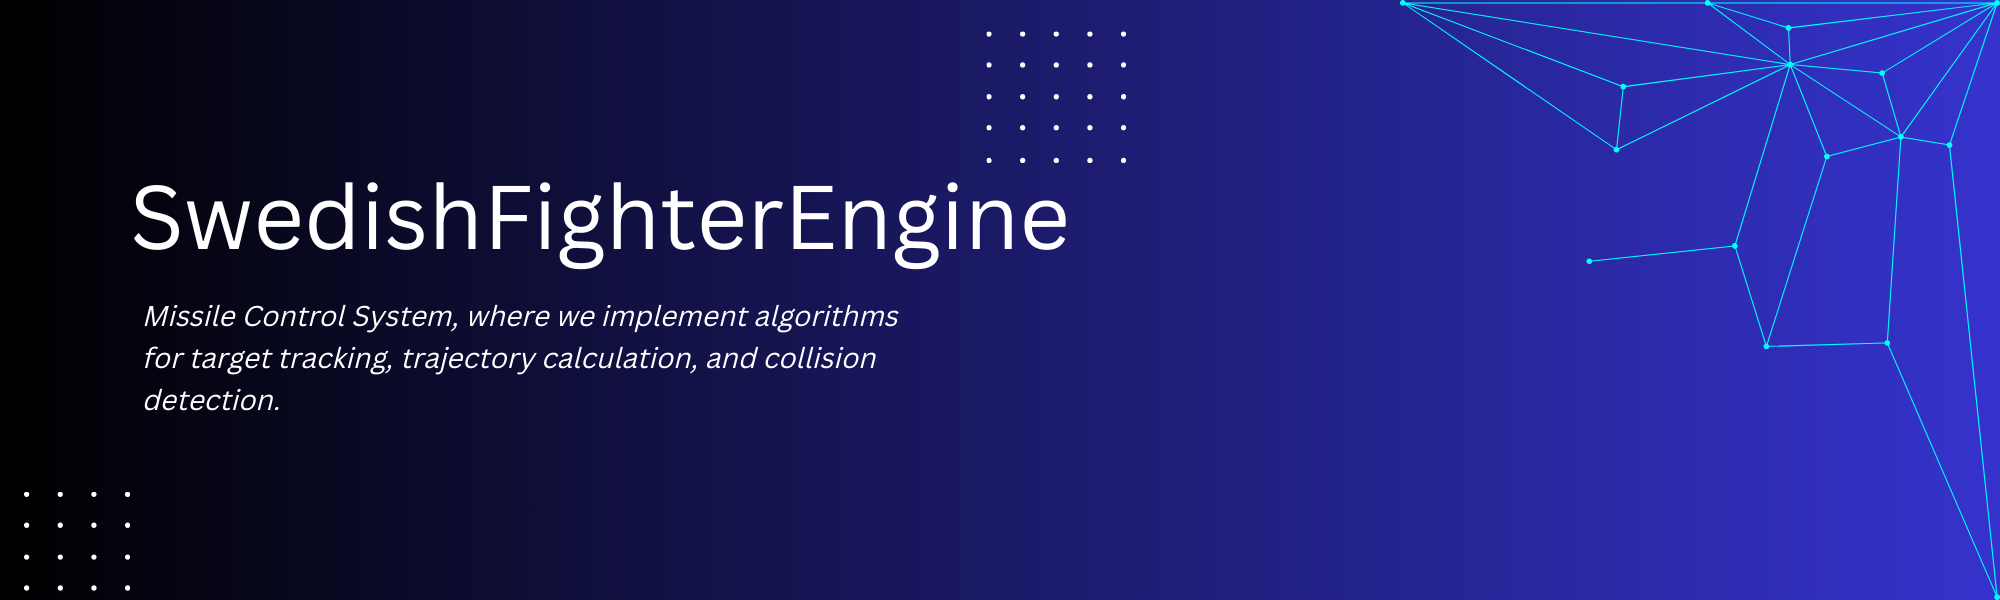 SwedishFighterEngine
Missile Control System, where we implement algorithms
for target tracking, trajectory calculation, and collision
detection.